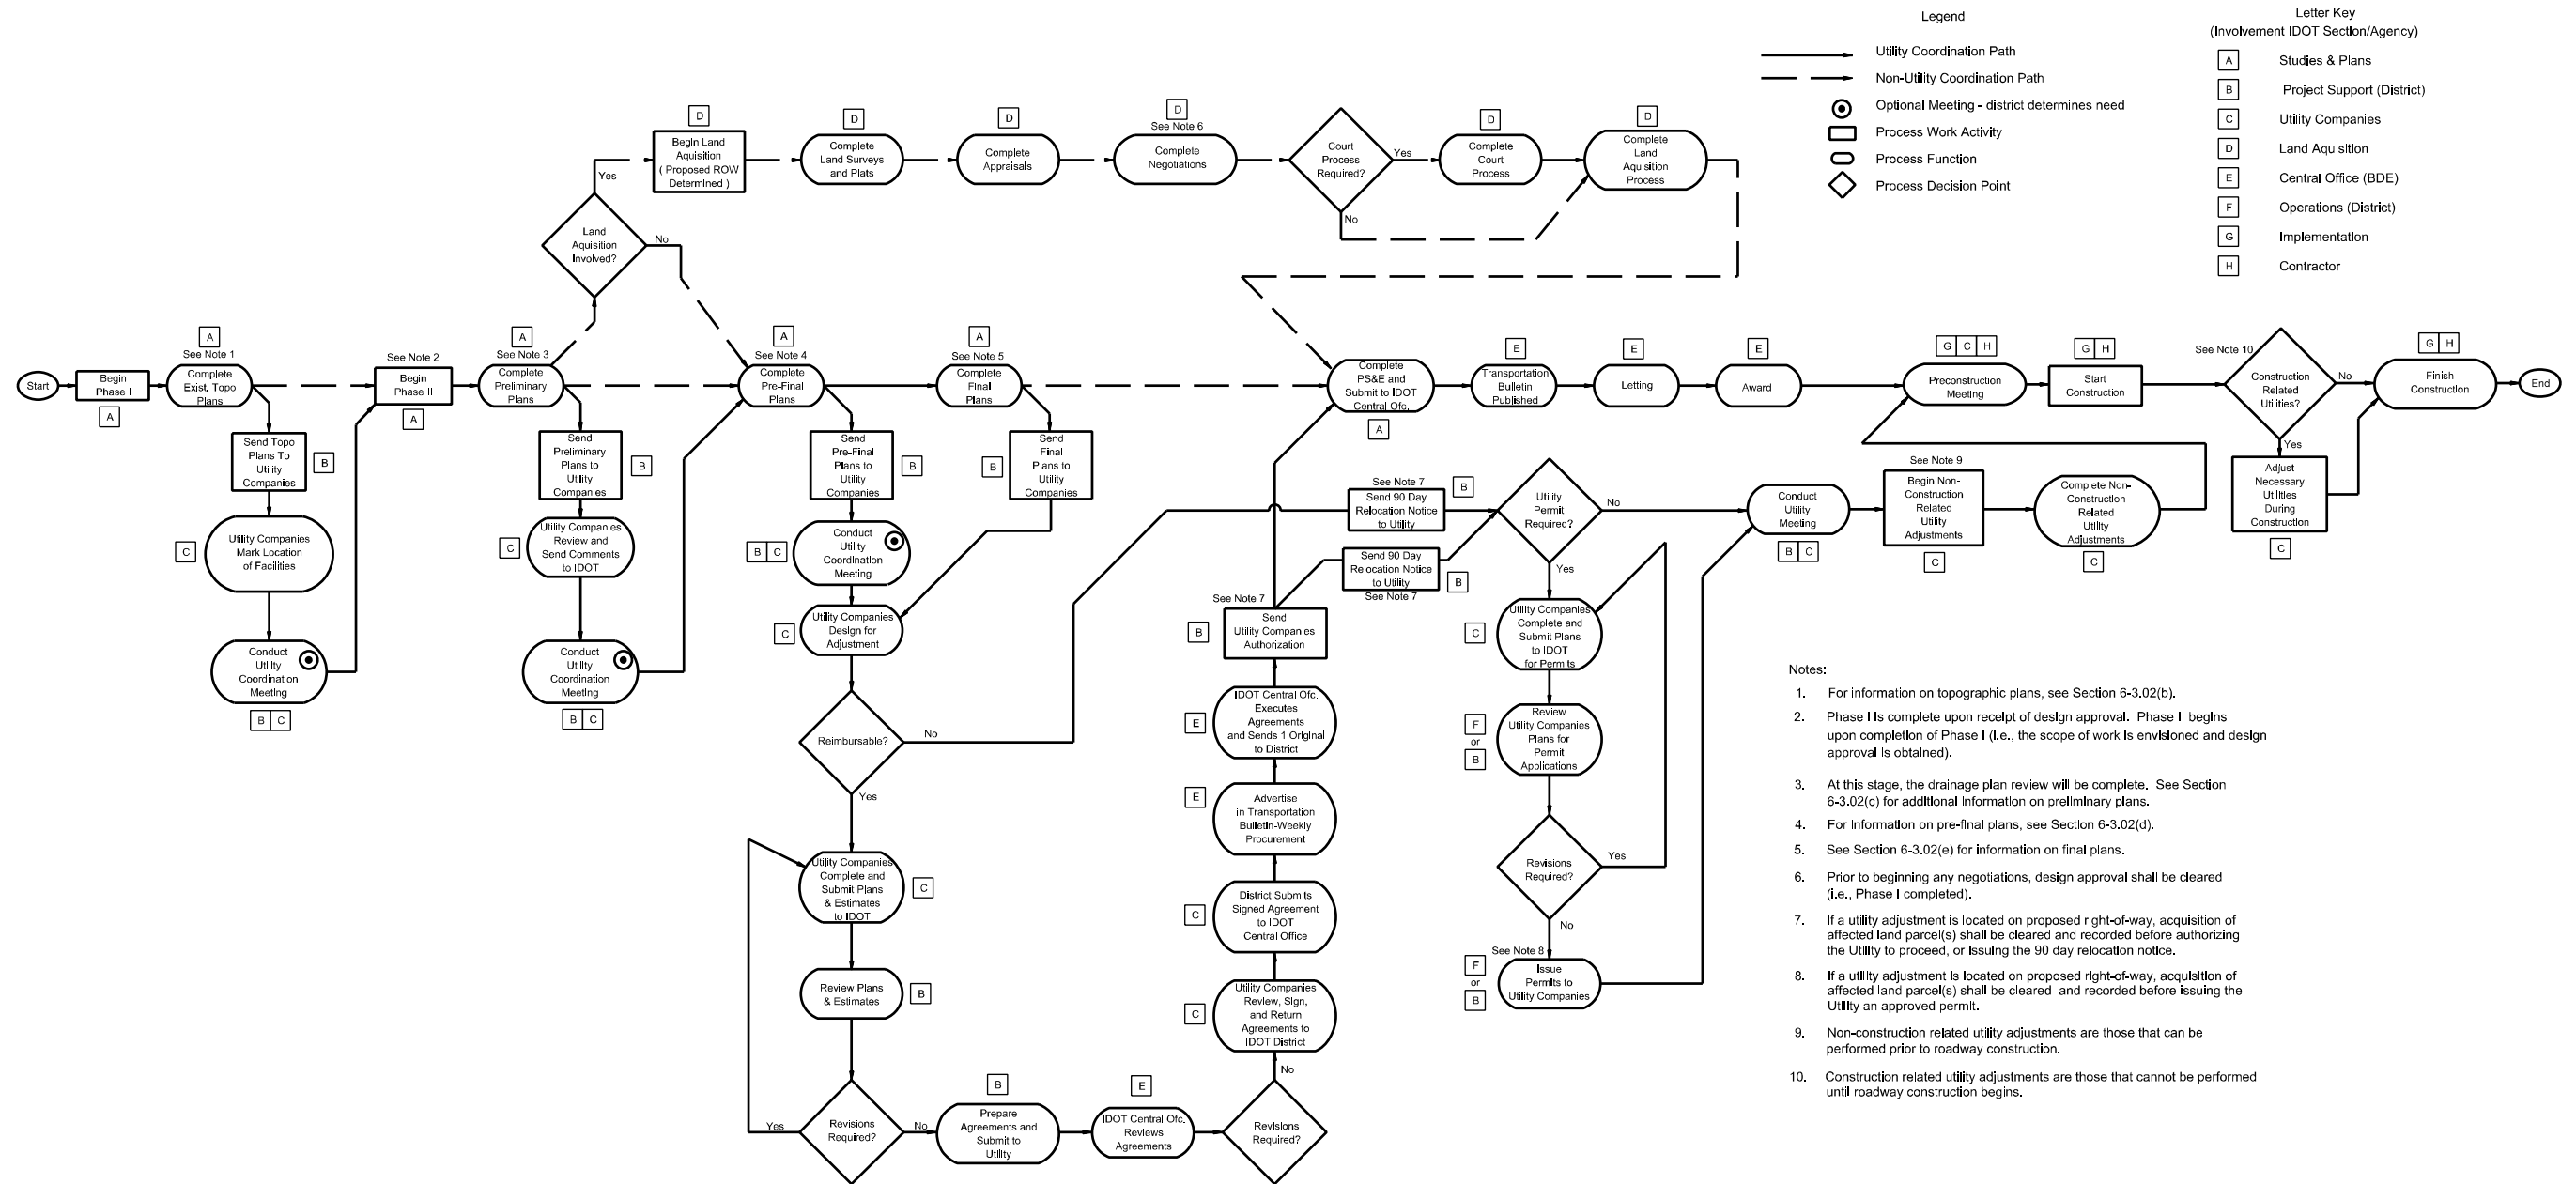 Legend
Utility Coordination Path
Non-Utility Coordination Path
Optional Meeting - district determines need
Process Work Activity
Process Function
Process Decision Point
Letter Key
(Involvement IDOT Section/Agency)
A Studies & Plans
B Project Support (District)
C Utility Companies
D Land Aquisition
E Central Office (BDE)
F Operations (District)
G Implementation
H Contractor
D
Begin Land
Aquisition
( Proposed ROW
Determined )
D
Complete
Land Surveys
and Plats
D
Complete
Appraisals
D
See Note 6
Complete
Negotiations
Court
Process
Required?
Yes
No
D
Complete
Court
Process
D
Complete
Land
Aquisition
Process
Yes
Land
Aquisition
Involved?
No
Start
Begin
Phase I
A
A
See Note 1
Complete
Exist. Topo
Plans
See Note 2
Begin
Phase II
A
A
See Note 3
Complete
Preliminary
Plans
A
See Note 4
Complete
Pre-Final
Plans
A
See Note 5
Complete
Final
Plans
Complete
PS&E and
Submit to IDOT
Central Ofc.
A
E
Transportation
Bulletin
Published
E
Letting
E
Award
G C H
Preconstruction
Meeting
G H
Start
Construction
See Note 10
Construction
Related
Utilities?
No
Yes
G H
Finish
Construction
End
Send Topo
Plans To
Utility
Companies
B
Utility Companies
Mark Location
of Facilities
C
Conduct
Utility
Coordination
Meeting
B C
Send
Preliminary
Plans to
Utility
Companies
B
Utility Companies
Review and
Send Comments
to IDOT
C
Conduct
Utility
Coordination
Meeting
B C
Send
Pre-Final
Plans to
Utility
Companies
B
Send
Final
Plans to
Utility
Companies
B
Conduct
Utility
Coordination
Meeting
B C
Utility Companies
Design for
Adjustment
C
Reimbursable?
No
Yes
Utility Companies
Complete and
Submit Plans
& Estimates
to IDOT
C
Review Plans
& Estimates
B
Revisions
Required?
Yes
No
B
Prepare
Agreements and
Submit to
Utility
E
IDOT Central Ofc.
Reviews
Agreements
Revisions
Required?
No
Utility Companies
Review, Sign,
and Return
Agreements to
IDOT District
C
District Submits
Signed Agreement
to IDOT
Central Office
C
Advertise
in Transportation
Bulletin-Weekly
Procurement
E
IDOT Central Ofc.
Executes
Agreements
and Sends 1 Original
to District
E
See Note 7
Send
Utility Companies
Authorization
B
See Note 7
Send 90 Day
Relocation Notice
to Utility
B
Send 90 Day
Relocation Notice
to Utility
B
See Note 7
Utility
Permit
Required?
No
Yes
Utility Companies
Complete and
Submit Plans
to IDOT
for Permits
C
Review
Utility Companies
Plans for
Permit
Applications
F
or
B
Revisions
Required?
Yes
No
See Note 8
Issue
Permits to
Utility Companies
F
or
B
Conduct
Utility
Meeting
B C
See Note 9
Begin Non-
Construction
Related
Utility
Adjustments
C
Complete Non-
Construction
Related
Utility
Adjustments
C
Adjust
Necessary
Utilities
During
Construction
C
Notes:
1. For information on topographic plans, see Section 6-3.02(b).
2. Phase I is complete upon receipt of design approval. Phase II begins
upon completion of Phase I (i.e., the scope of work is envisioned and design
approval is obtained).
3. At this stage, the drainage plan review will be complete. See Section
6-3.02(c) for additional information on preliminary plans.
4. For information on pre-final plans, see Section 6-3.02(d).
5. See Section 6-3.02(e) for information on final plans.
6. Prior to beginning any negotiations, design approval shall be cleared
(i.e., Phase I completed).
7. If a utility adjustment is located on proposed right-of-way, acquisition of
affected land parcel(s) shall be cleared and recorded before authorizing
the Utility to proceed, or issuing the 90 day relocation notice.
8. If a utility adjustment is located on proposed right-of-way, acquisition of
affected land parcel(s) shall be cleared and recorded before issuing the
Utility an approved permit.
9. Non-construction related utility adjustments are those that can be
performed prior to roadway construction.
10. Construction related utility adjustments are those that cannot be performed
until roadway construction begins.